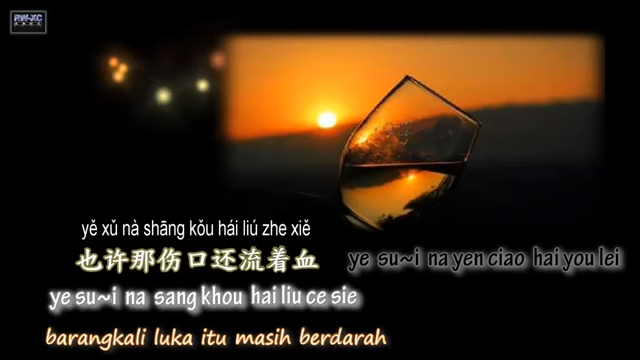 RW-XC
yě xǔ nà shāng kǒu hái liú zhe xiě
也许那伤口还流着血
ye su~i na yen ciao hai you lei
ye su~i na sang khou hai liu ce sie
barangkali luka itu masih berdarah